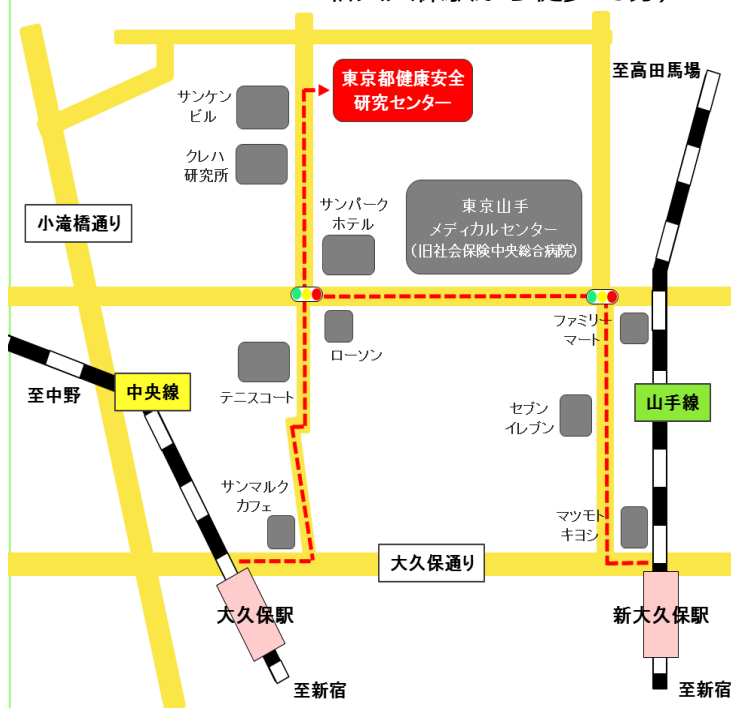 至高田馬場
東京都健康安全
研究センター
サンケン
ビル
クレハ
研究所
サンパーク
ホテル
東京山手
メディカルセンター
(旧社会保険中央総合病院)
小滝橋通り
ファミリー
マート
ローソン
至中野
中央線
テニスコート
山手線
セブン
イレブン
サンマルク
カフェ
マツモト
キヨシ
大久保通り
大久保駅
新大久保駅
至新宿
至新宿